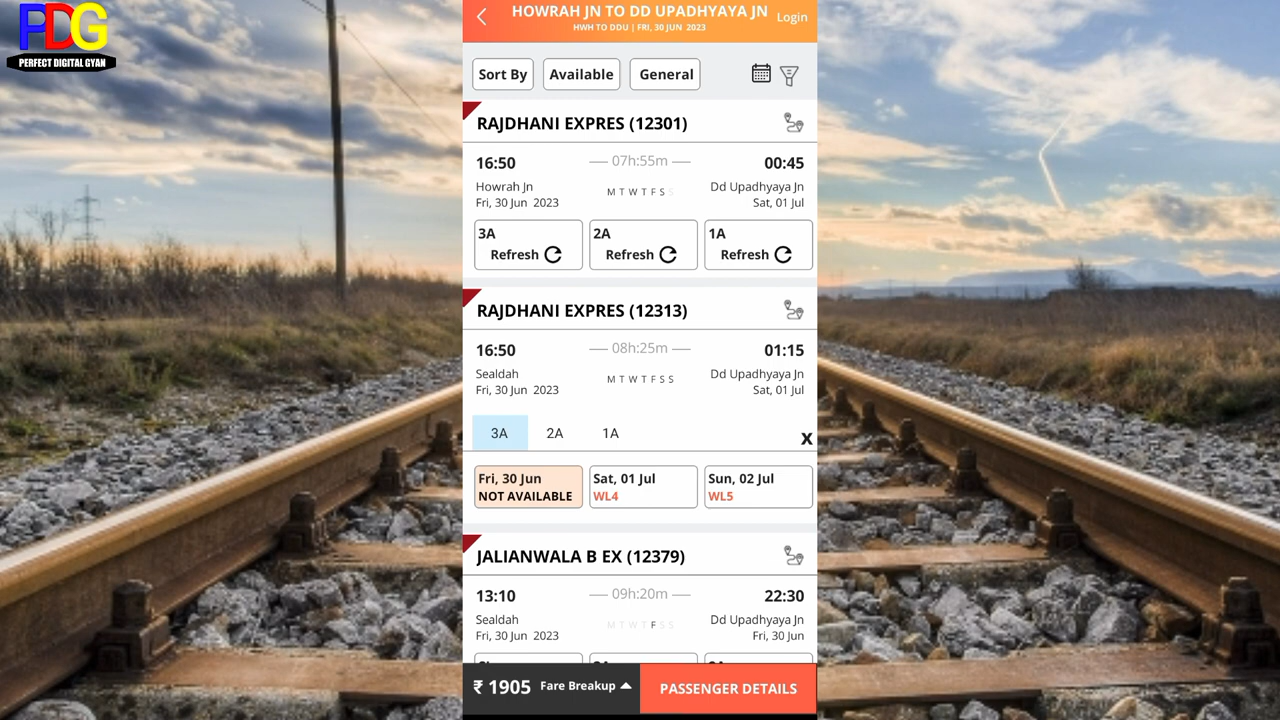 PDG
PERFECT DIGITAL GYAN
HOWRAH JN TO DD UPADHYAYA JN
HWH TO DDU | FRI, 30 JUN 2023
Login
Sort By
Available
General
RAJDHANI EXPRES (12301)
16:50
07h:55m
00:45
Howrah Jn
M T W T F S S
Dd Upadhyaya Jn
Fri, 30 Jun 2023
Sat, 01 Jul
3A
2A
1A
Refresh
Refresh
Refresh
RAJDHANI EXPRES (12313)
16:50
08h:25m
01:15
Sealdah
M T W T F S S
Dd Upadhyaya Jn
Fri, 30 Jun 2023
Sat, 01 Jul
3A
2A
1A
X
Fri, 30 Jun
NOT AVAILABLE
Sat, 01 Jul
WL4
Sun, 02 Jul
WL5
JALIANWALA B EX (12379)
13:10
09h:20m
22:30
Sealdah
M T W T F S S
Dd Upadhyaya Jn
Fri, 30 Jun 2023
Fri, 30 Jun
₹ 1905
Fare Breakup
PASSENGER DETAILS